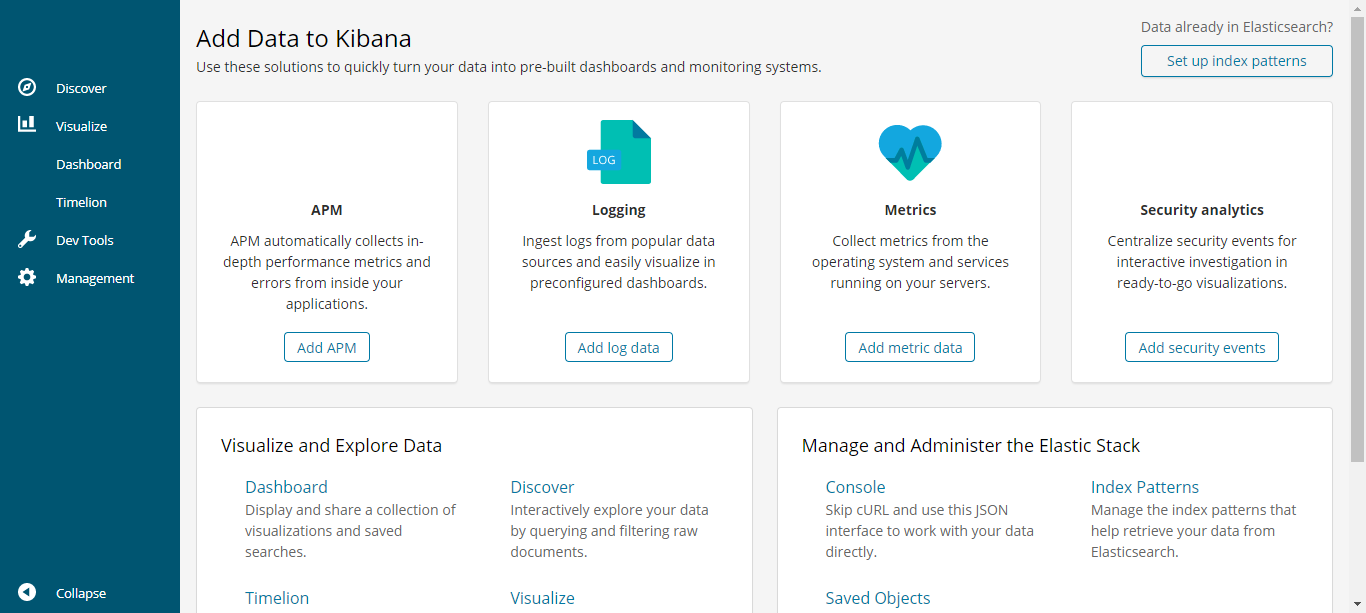 Discover
Visualize
Dashboard
Timelion
Dev Tools
Management
Collapse
Add Data to Kibana
Use these solutions to quickly turn your data into pre-built dashboards and monitoring systems.
Data already in Elasticsearch?
Set up index patterns
APM
APM automatically collects in-
depth performance metrics and
errors from inside your
applications.
Add APM
LOG
Logging
Ingest logs from popular data
sources and easily visualize in
preconfigured dashboards.
Add log data
Metrics
Collect metrics from the
operating system and services
running on your servers.
Add metric data
Security analytics
Centralize security events for
interactive investigation in
ready-to-go visualizations.
Add security events
Visualize and Explore Data
Dashboard
Display and share a collection of
visualizations and saved
searches.
Discover
Interactively explore your data
by querying and filtering raw
documents.
Timelion
Visualize
Manage and Administer the Elastic Stack
Console
Skip cURL and use this JSON
interface to work with your data
directly.
Index Patterns
Manage the index patterns that
help retrieve your data from
Elasticsearch.
Saved Objects